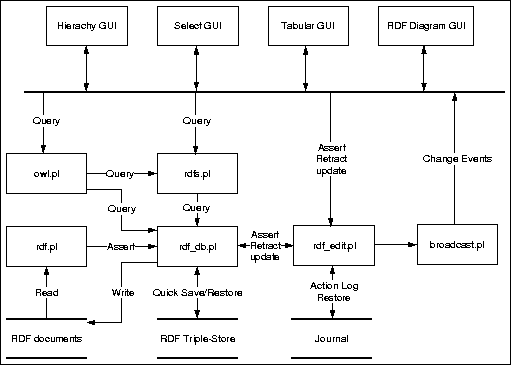 Hierachy GUI
Select GUI
Tabular GUI
RDF Diagram GUI
Query
Query
Assert
Retract
update
Change Events
owl.pl
Query
rdfs.pl
Query
Query
rdf.pl
Assert
rdf_db.pl
Assert
Retract
update
rdf_edit.pl
broadcast.pl
Read
Write
Quick Save/Restore
Action Log
Restore
RDF documents
RDF Triple-Store
Journal